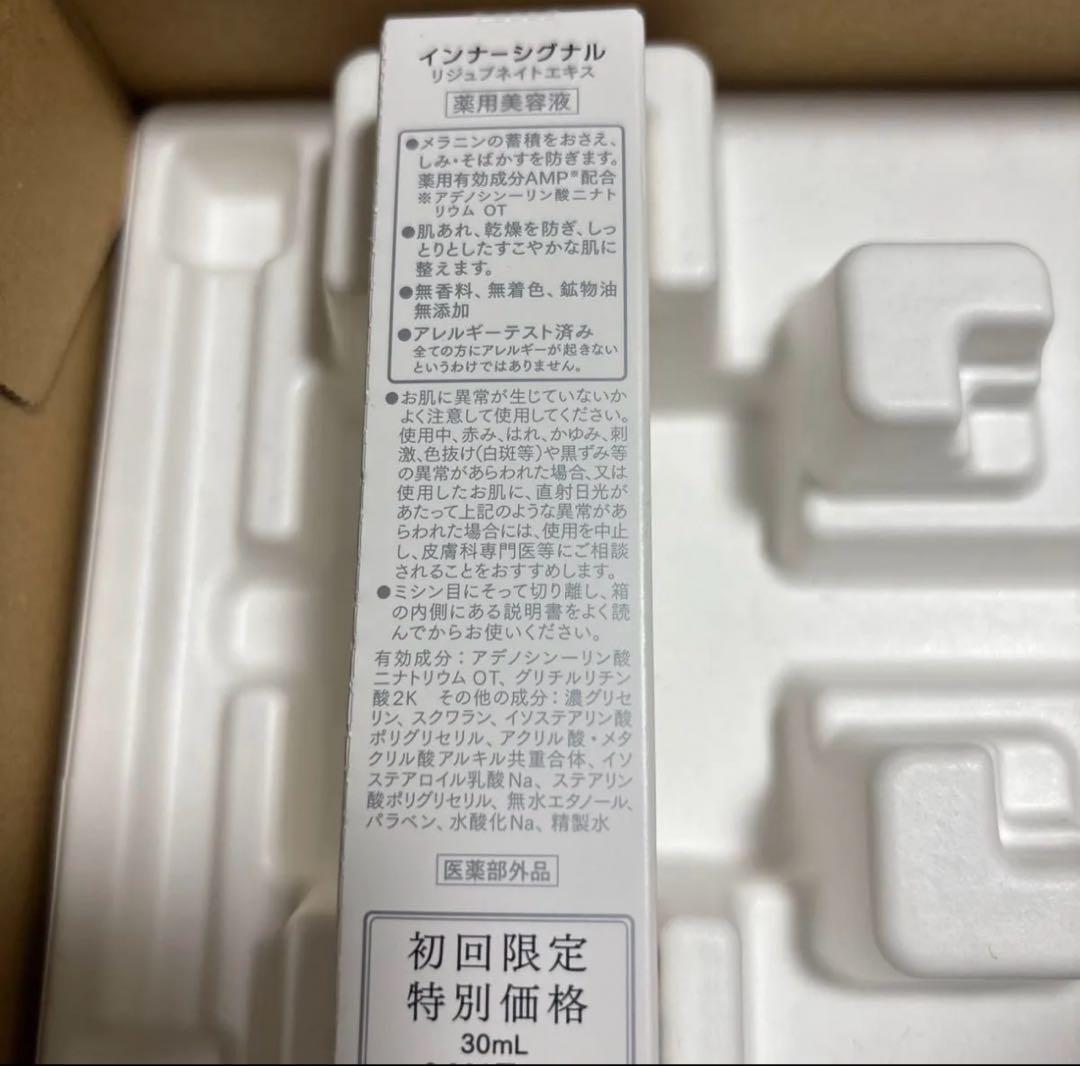 インナーシグナル
リジュブネイトエキス
薬用美容液
●メラニンの蓄積をおさえ、
しみ・そばかすを防ぎます。
薬用有効成分AMP※配合
※アデノシン一リン酸二ナト
リウム OT
●肌あれ、乾燥を防ぎ、しっ
とりとしたすこやかな肌に
整えます。
●無香料、無着色、鉱物油
無添加
●アレルギーテスト済み
全ての方にアレルギーが起きない
というわけではありません。
●お肌に異常が生じていないか
よく注意して使用してください。
使用中、赤み、はれ、かゆみ、刺
激、色抜け(白斑等)や黒ずみ等
の異常があらわれた場合、又は
使用したお肌に、直射日光が
あたって上記のような異常があ
らわれた場合には、使用を中止
し、皮膚科専門医等にご相談
されることをおすすめします。
●ミシン目にそって切り離し、箱
の内側にある説明書をよく読
んでからお使いください。
有効成分：アデノシン一リン酸
二ナトリウム OT、グリチルリチン
酸2K その他の成分：濃グリセ
リン、スクワラン、イソステアリン酸
ポリグリセリル、アクリル酸・メタ
クリル酸アルキル共重合体、イソ
ステアロイル乳酸Na、ステアリン
酸ポリグリセリル、無水エタノール、
パラベン、水酸化Na、精製水
医薬部外品
初回限定
特別価格
30mL